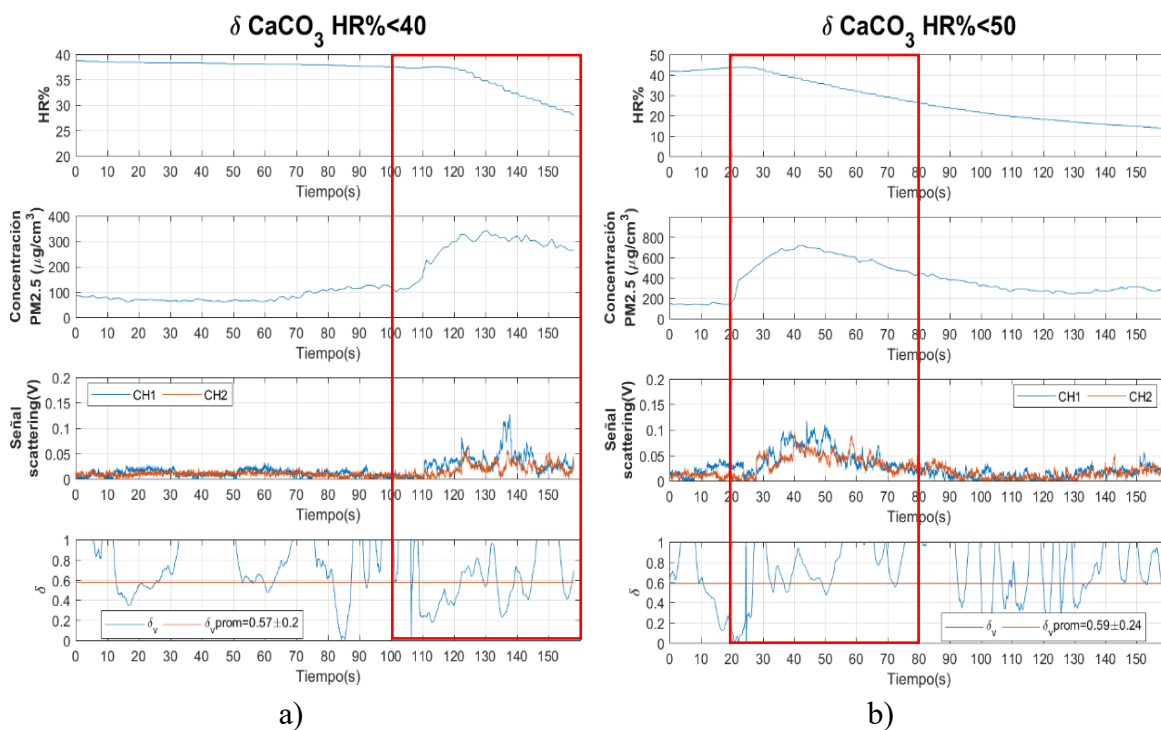 δ CaCO3 HR%<40
HR%
40
35
30
25
20
0 10 20 30 40 50 60 70 80 90 100 110 120 130 140 150
Tiempo(s)
Concentración
PM2.5 (μg/cm³)
400
300
200
100
0
0 10 20 30 40 50 60 70 80 90 100 110 120 130 140 150
Tiempo(s)
Señal
scattering(V)
0.2
0.15
0.1
0.05
0
CH1 CH2
0 10 20 30 40 50 60 70 80 90 100 110 120 130 140 150
Tiempo(s)
δ
1
0.8
0.6
0.4
0.2
0
δv δvprom=0.57±0.2
0 10 20 30 40 50 60 70 80 90 100 110 120 130 140 150
Tiempo(s)
a)
δ CaCO3 HR%<50
HR%
50
40
30
20
10
0
0 10 20 30 40 50 60 70 80 90 100 110 120 130 140 150
Tiempo(s)
Concentración
PM2.5 (μg/cm³)
800
600
400
200
0
0 10 20 30 40 50 60 70 80 90 100 110 120 130 140 150
Tiempo(s)
Señal
scattering(V)
0.2
0.15
0.1
0.05
0
CH1 CH2
0 10 20 30 40 50 60 70 80 90 100 110 120 130 140 150
Tiempo(s)
δ
1
0.8
0.6
0.4
0.2
0
δv δvprom=0.59±0.24
0 10 20 30 40 50 60 70 80 90 100 110 120 130 140 150
Tiempo(s)
b)